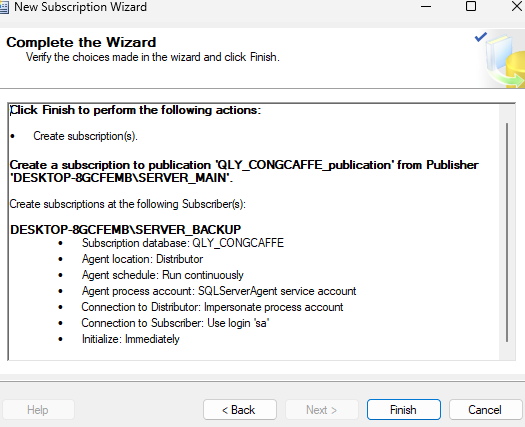 New Subscription Wizard
Complete the Wizard
Verify the choices made in the wizard and click Finish.
Click Finish to perform the following actions:
• Create subscription(s).
Create a subscription to publication 'QLY_CONGCAFFE_publication' from Publisher
'DESKTOP-8GCFEMB\SERVER_MAIN'.
Create subscriptions at the following Subscriber(s):
DESKTOP-8GCFEMB\SERVER_BACKUP
• Subscription database: QLY_CONGCAFFE
• Agent location: Distributor
• Agent schedule: Run continuously
• Agent process account: SQLServerAgent service account
• Connection to Distributor: Impersonate process account
• Connection to Subscriber: Use login 'sa'
• Initialize: Immediately
Help
< Back
Next >
Finish
Cancel